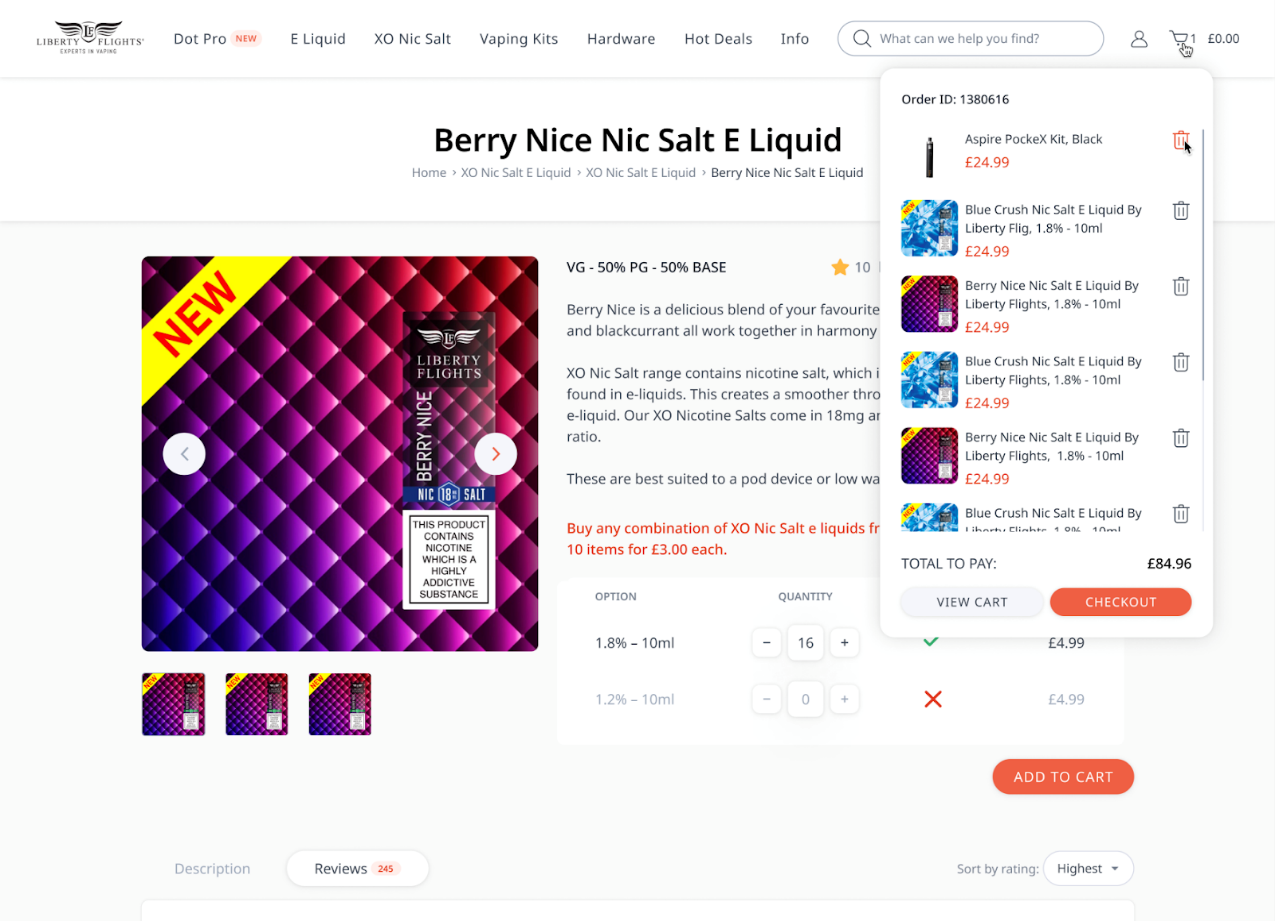 LIBERTY FLIGHTS
EXPERTS IN VAPING
Dot Pro NEW
E Liquid
XO Nic Salt
Vaping Kits
Hardware
Hot Deals
Info
What can we help you find?
1
£0.00
Order ID: 1380616
Aspire PockeX Kit, Black
£24.99
Blue Crush Nic Salt E Liquid By
Liberty Flig, 1.8% - 10ml
£24.99
Berry Nice Nic Salt E Liquid By
Liberty Flights, 1.8% - 10ml
£24.99
Blue Crush Nic Salt E Liquid By
Liberty Flights, 1.8% - 10ml
£24.99
Berry Nice Nic Salt E Liquid By
Liberty Flights, 1.8% - 10ml
£24.99
Blue Crush Nic Salt E Liquid By
Liberty Flights, 1.8% - 10ml
TOTAL TO PAY: £84.96
VIEW CART
CHECKOUT
Berry Nice Nic Salt E Liquid
Home › XO Nic Salt E Liquid › XO Nic Salt E Liquid › Berry Nice Nic Salt E Liquid
NEW
LF
LIBERTY
FLIGHTS
BERRY NICE
NIC 18 SALT
THIS PRODUCT
CONTAINS
NICOTINE
WHICH IS A
HIGHLY
ADDICTIVE
SUBSTANCE
NEW
NEW
NEW
VG - 50% PG - 50% BASE
10
Berry Nice is a delicious blend of your favourite
and blackcurrant all work together in harmony
XO Nic Salt range contains nicotine salt, which i
found in e-liquids. This creates a smoother thro
e-liquid. Our XO Nicotine Salts come in 18mg a
ratio.
These are best suited to a pod device or low wa
Buy any combination of XO Nic Salt e liquids fr
10 items for £3.00 each.
OPTION QUANTITY
1.8% – 10ml − 16 + £4.99
1.2% – 10ml − 0 + £4.99
ADD TO CART
Description
Reviews 245
Sort by rating: Highest